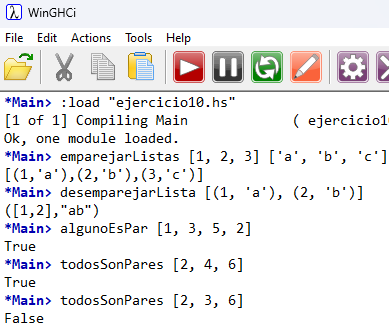 WinGHCi
File Edit Actions Tools Help
*Main> :load "ejercicio10.hs"
[1 of 1] Compiling Main ( ejercicio10
Ok, one module loaded.
*Main> emparejarListas [1, 2, 3] ['a', 'b', 'c']
[(1,'a'),(2,'b'),(3,'c')]
*Main> desemparejarLista [(1, 'a'), (2, 'b')]
([1,2],"ab")
*Main> algunoEsPar [1, 3, 5, 2]
True
*Main> todosSonPares [2, 4, 6]
True
*Main> todosSonPares [2, 3, 6]
False